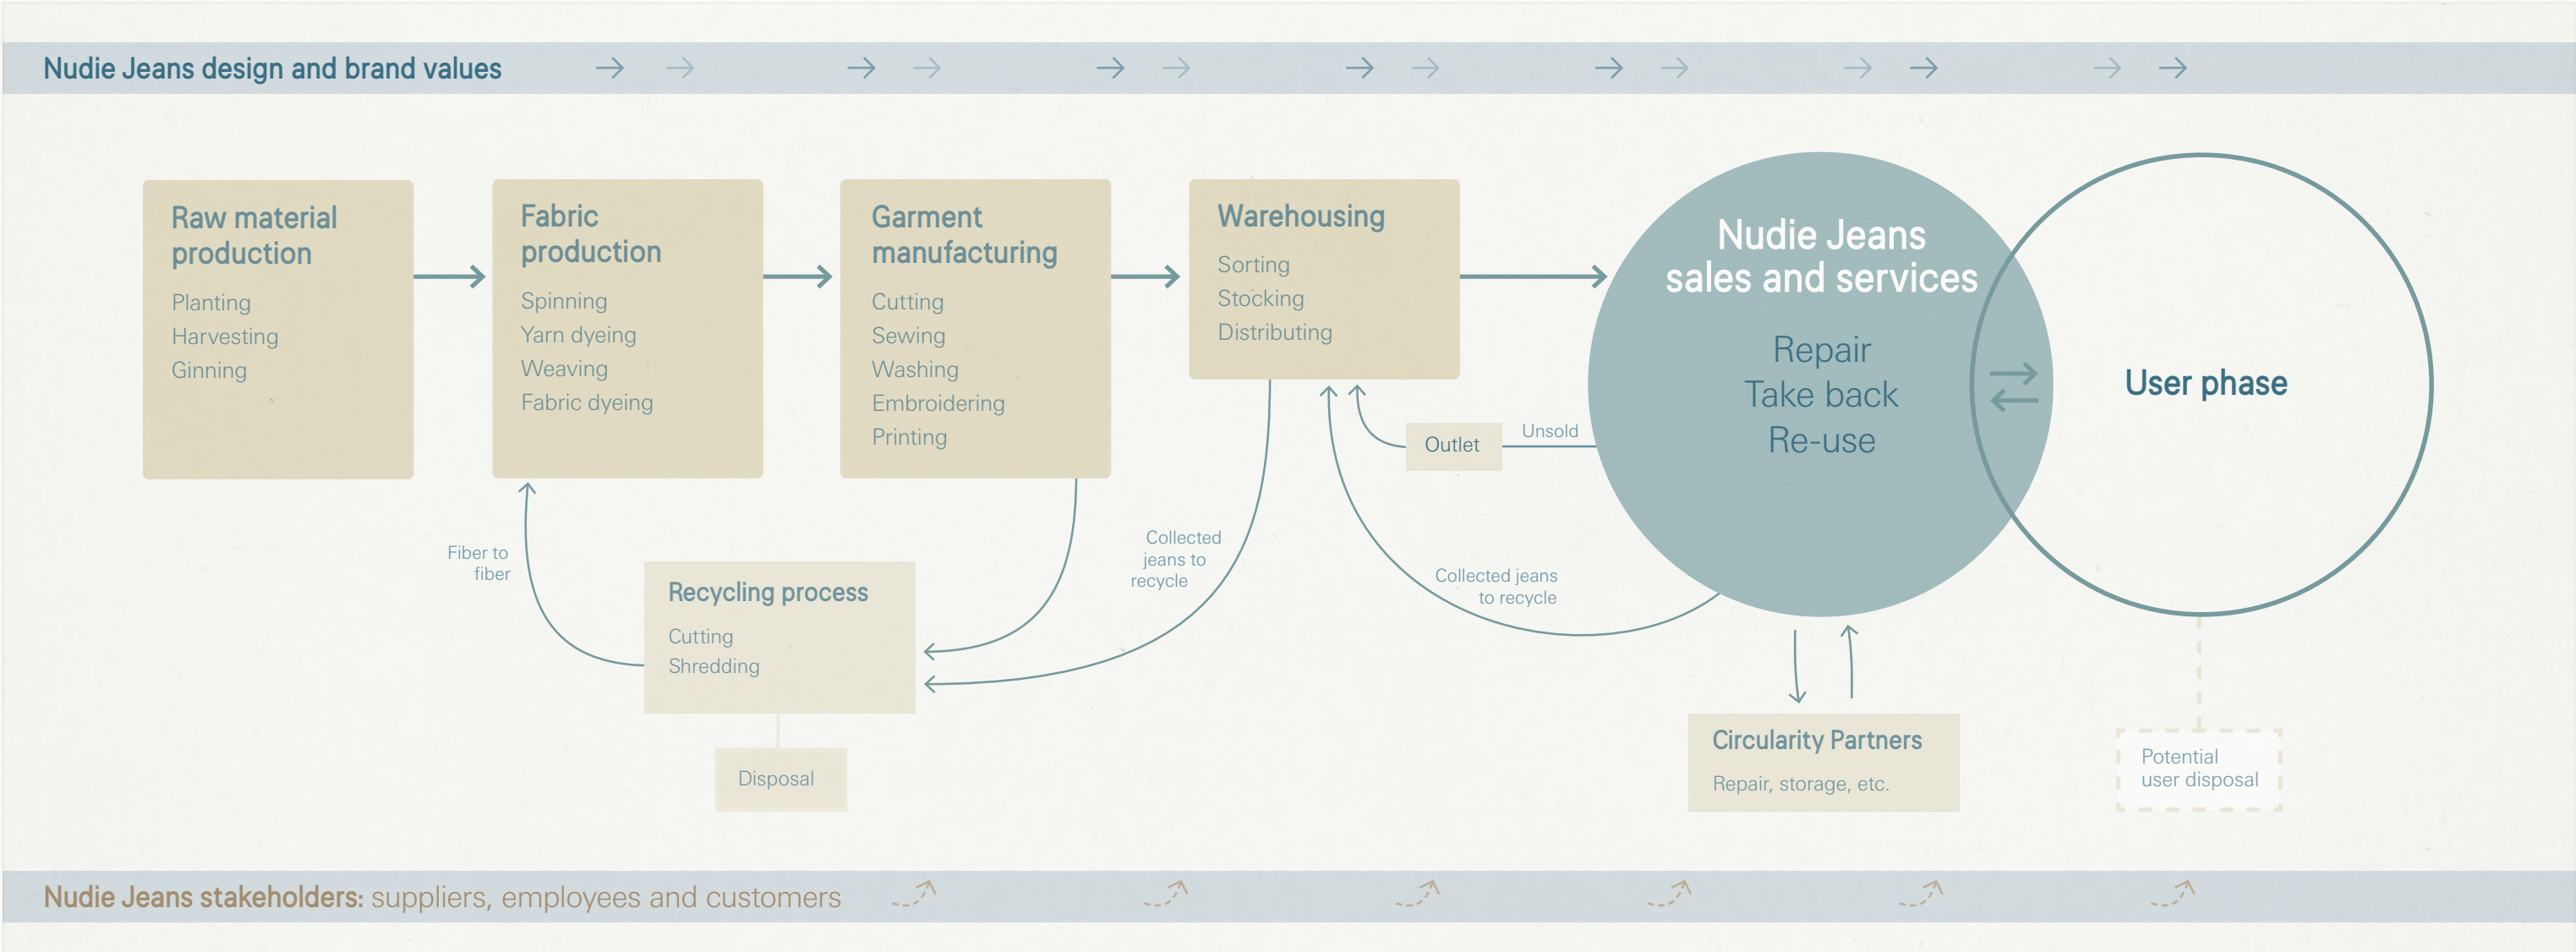 Nudie Jeans design and brand values
Raw material
production
Planting
Harvesting
Ginning
Fabric
production
Spinning
Yarn dyeing
Weaving
Fabric dyeing
Garment
manufacturing
Cutting
Sewing
Washing
Embroidering
Printing
Warehousing
Sorting
Stocking
Distributing
Nudie Jeans
sales and services
Repair
Take back
Re-use
User phase
Outlet
Unsold
Fiber to
fiber
Recycling process
Cutting
Shredding
Collected
jeans to
recycle
Collected jeans
to recycle
Disposal
Circularity Partners
Repair, storage, etc.
Potential
user disposal
Nudie Jeans stakeholders: suppliers, employees and customers